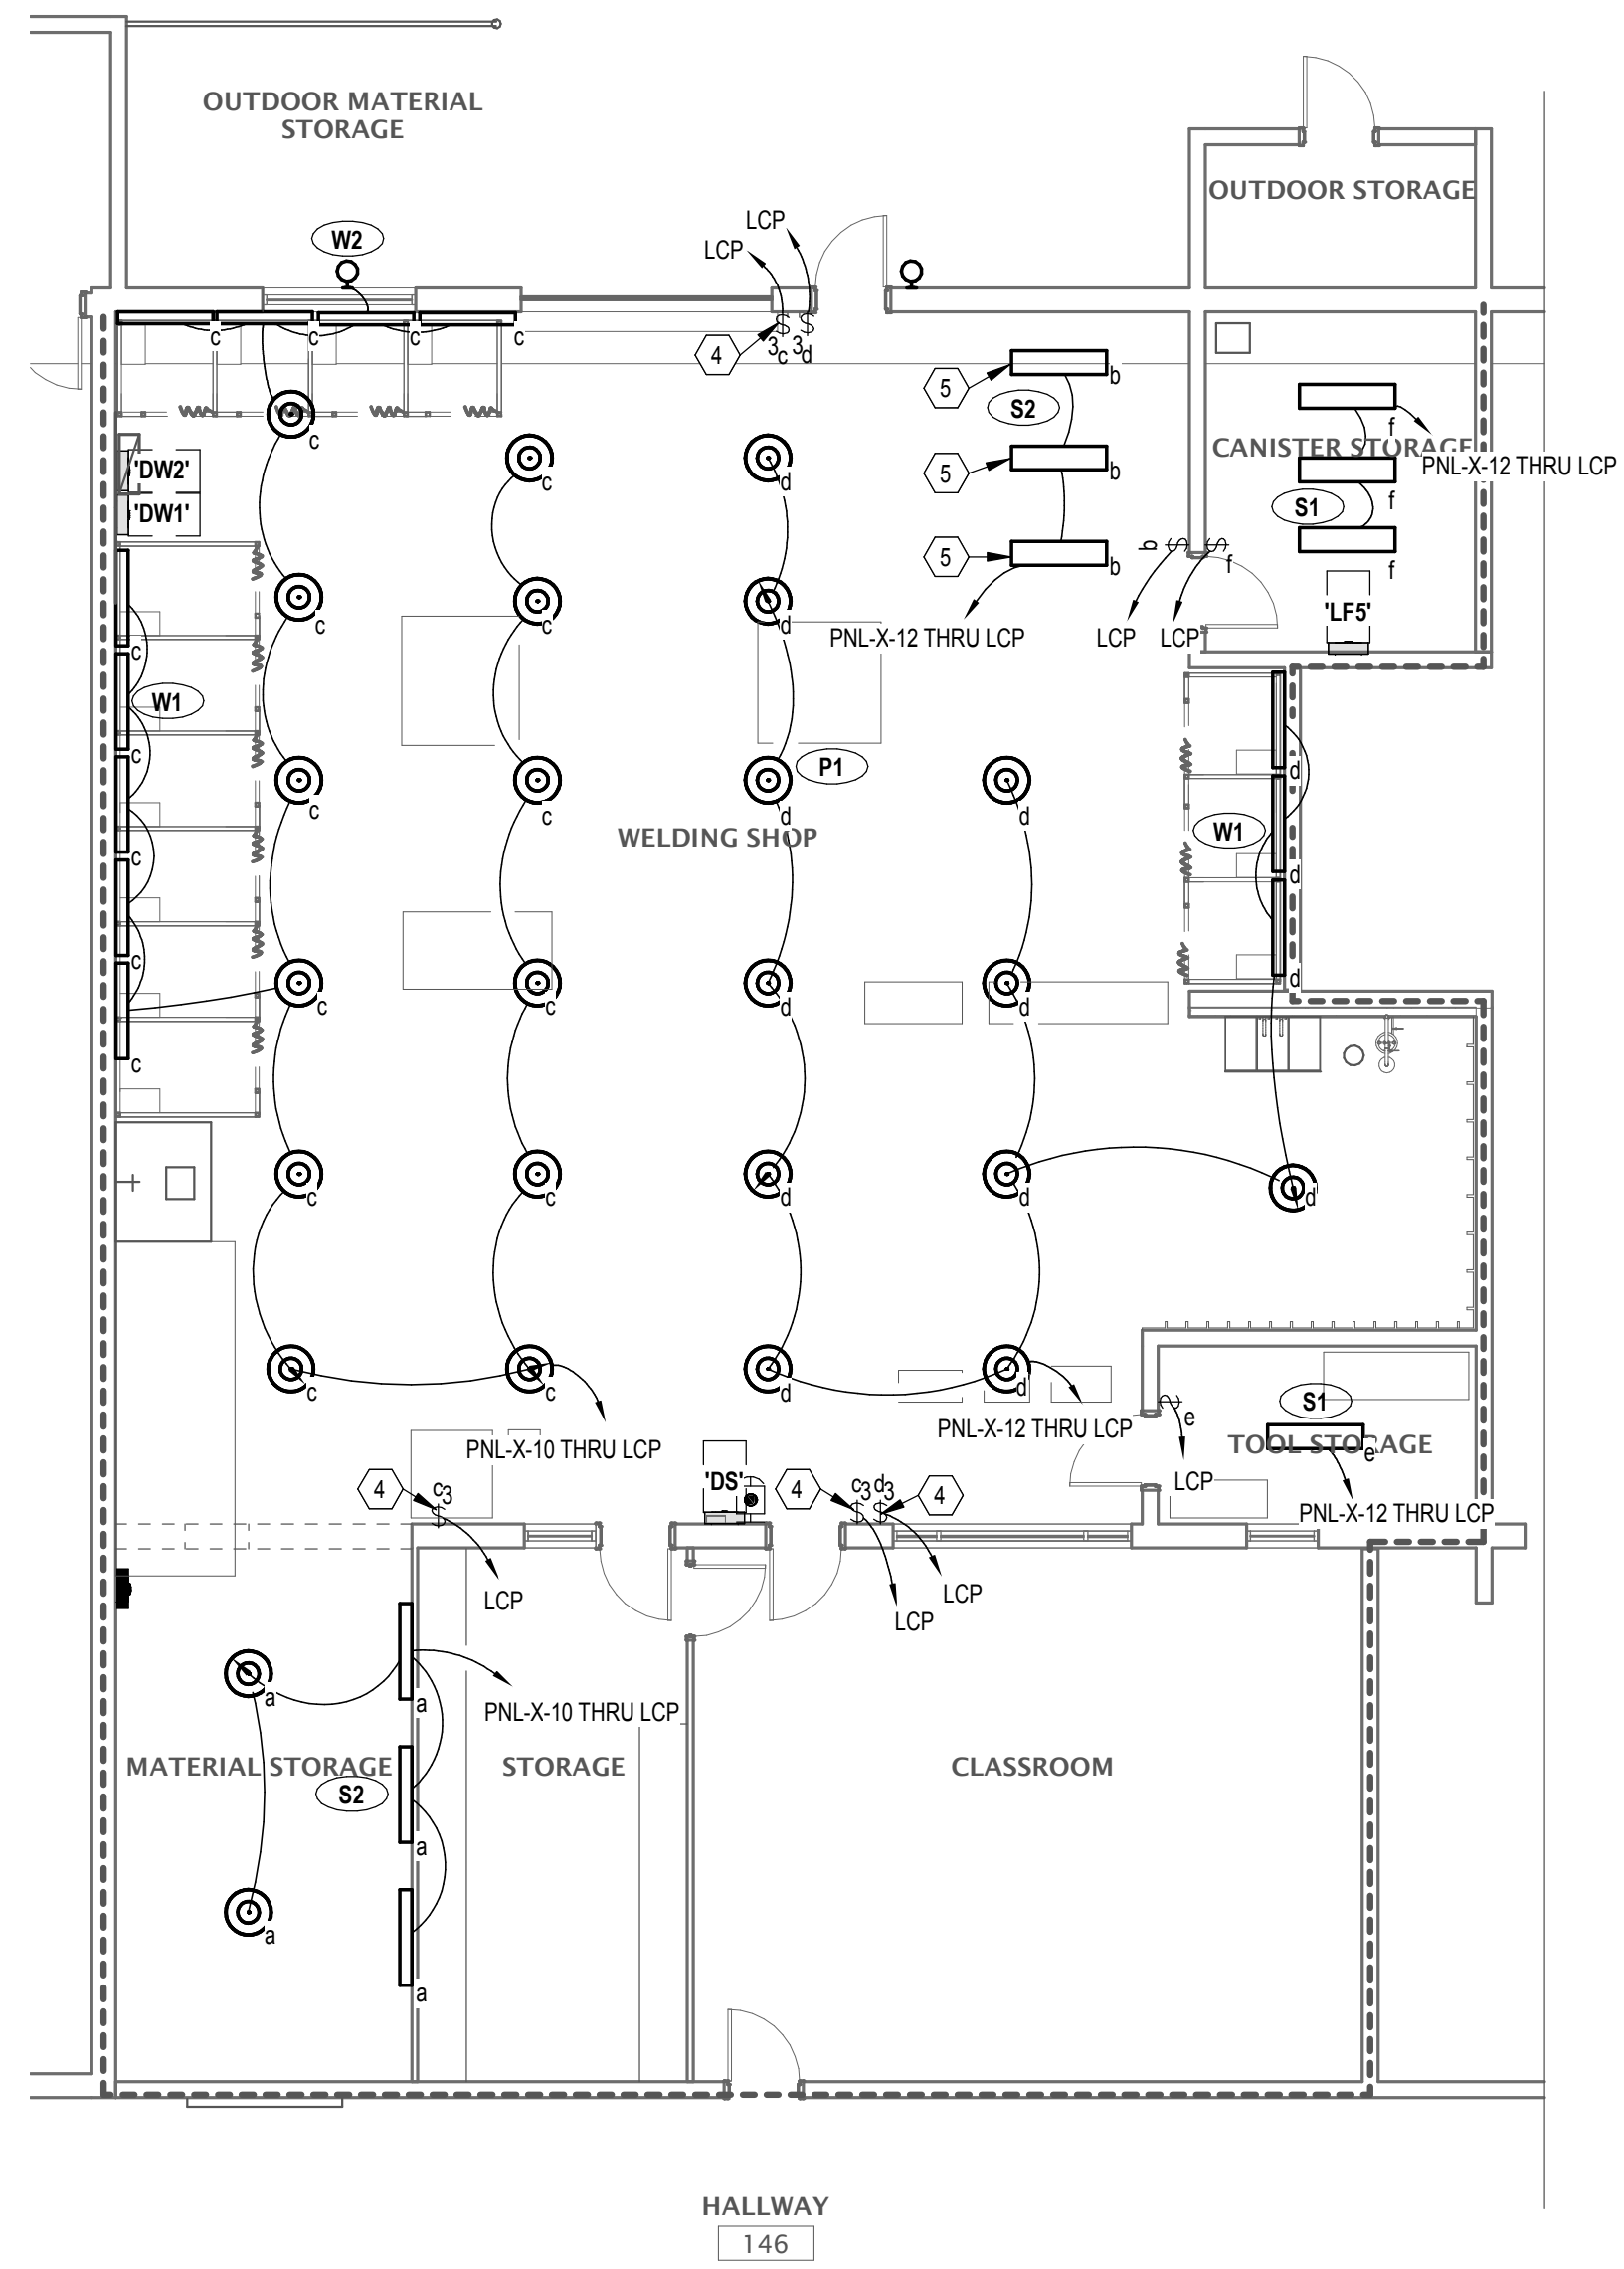 OUTDOOR MATERIAL
STORAGE
OUTDOOR STORAGE
LCP
LCP
W2
c
c
c
c
4
3c
3d
5
b
S2
5
b
5
b
PNL-X-12 THRU LCP
f
CANISTER STORAGE
PNL-X-12 THRU LCP
S1
f
f
b
f
LCP
LCP
'LF5'
c
c
d
'DW2'
'DW1'
c
c
d
c
W1
c
c
c
c
c
c
d
P1
d
d
W1
d
d
WELDING SHOP
c
c
d
d
c
c
d
d
d
c
c
d
d
PNL-X-10 THRU LCP
PNL-X-12 THRU LCP
S1
e
TOOL STORAGE
e
LCP
PNL-X-12 THRU LCP
4
c3
'DS'
4
c3
d3
4
LCP
LCP
LCP
a
a
PNL-X-10 THRU LCP
MATERIAL STORAGE
STORAGE
CLASSROOM
S2
a
a
a
HALLWAY
146